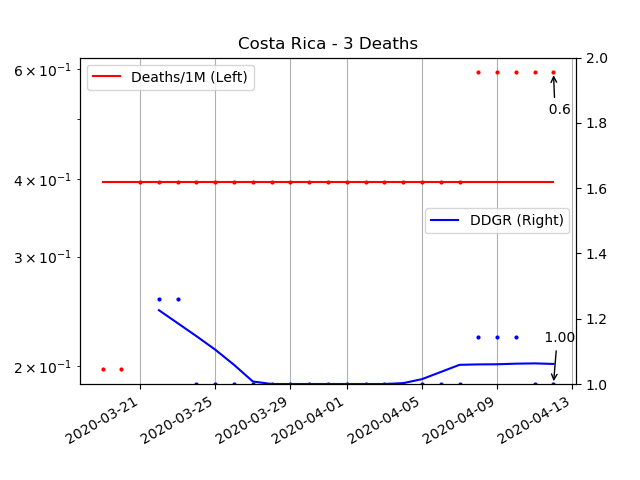 Costa Rica - 3 Deaths
6 × 10⁻¹
4 × 10⁻¹
3 × 10⁻¹
2 × 10⁻¹
Deaths/1M (Left)
DDGR (Right)
0.6
1.00
2.0
1.8
1.6
1.4
1.2
1.0
2020-03-21
2020-03-25
2020-03-29
2020-04-01
2020-04-05
2020-04-09
2020-04-13